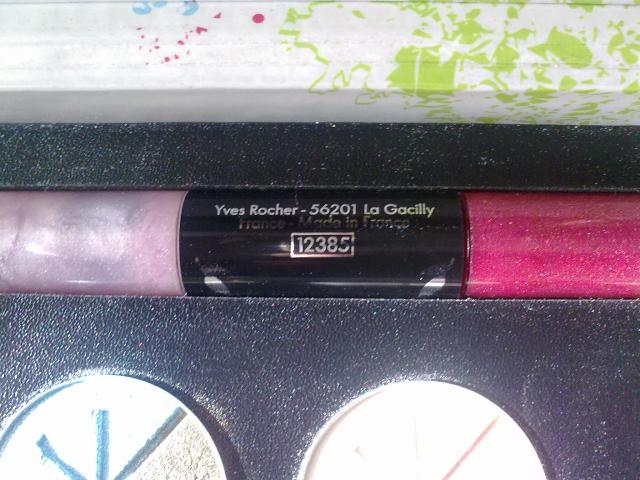 Yves Rocher - 56201 La Gacilly
France - Made in France
12385